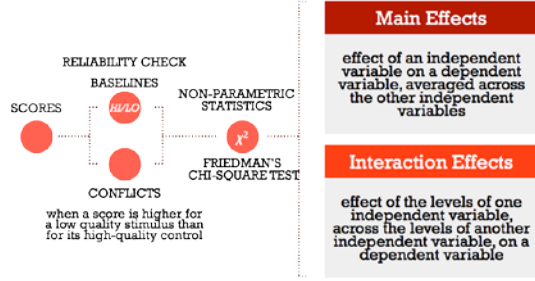 RELIABILITY CHECK
BASELINES
SCORES
HI/LO
CONFLICTS
when a score is higher for
a low quality stimulus than
for its high-quality control
NON-PARAMETRIC
STATISTICS
X²
FRIEDMAN'S
CHI-SQUARE TEST
Main Effects
effect of an independent
variable on a dependent
variable, averaged across
the other independent
variables
Interaction Effects
effect of the levels of one
independent variable,
across the levels of another
independent variable, on a
dependent variable